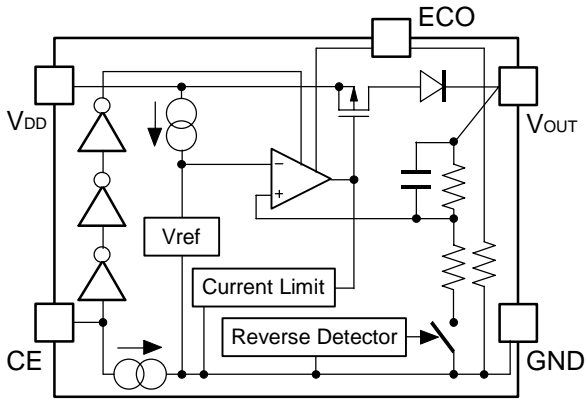 ECO
VDD
VOUT
−
+
Vref
Current Limit
Reverse Detector
CE
GND